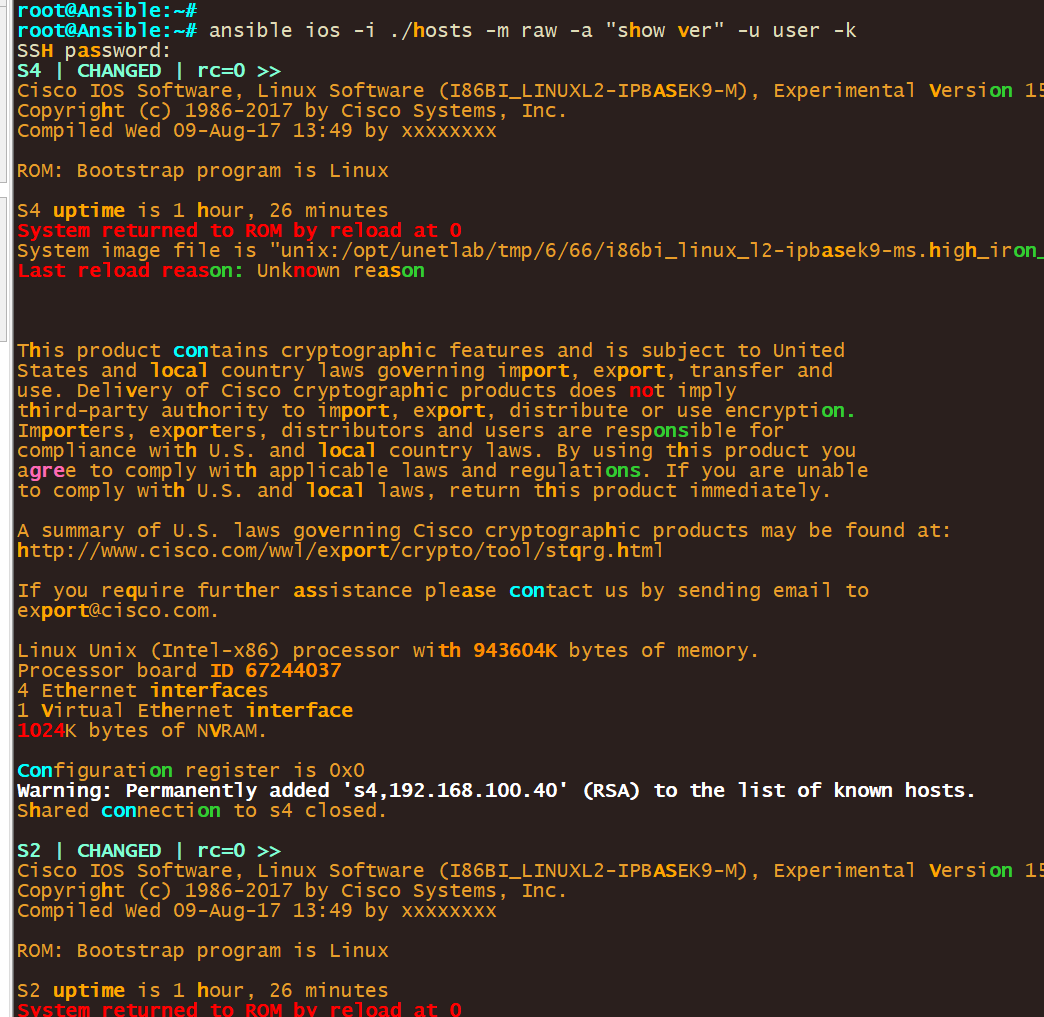 root@Ansible:~#
root@Ansible:~# ansible ios -i ./hosts -m raw -a "show ver" -u user -k
SSH password:
S4 | CHANGED | rc=0 >>
Cisco IOS Software, Linux Software (I86BI_LINUXL2-IPBASEK9-M), Experimental Version 15
Copyright (c) 1986-2017 by Cisco Systems, Inc.
Compiled Wed 09-Aug-17 13:49 by xxxxxxxx
ROM: Bootstrap program is Linux
S4 uptime is 1 hour, 26 minutes
System returned to ROM by reload at 0
System image file is "unix:/opt/unetlab/tmp/6/66/i86bi_linux_l2-ipbasek9-ms.high_iron_
Last reload reason: Unknown reason
This product contains cryptographic features and is subject to United
States and local country laws governing import, export, transfer and
use. Delivery of Cisco cryptographic products does not imply
third-party authority to import, export, distribute or use encryption.
Importers, exporters, distributors and users are responsible for
compliance with U.S. and local country laws. By using this product you
agree to comply with applicable laws and regulations. If you are unable
to comply with U.S. and local laws, return this product immediately.
A summary of U.S. laws governing Cisco cryptographic products may be found at:
http://www.cisco.com/wwl/export/crypto/tool/stqrg.html
If you require further assistance please contact us by sending email to
export@cisco.com.
Linux Unix (Intel-x86) processor with 943604K bytes of memory.
Processor board ID 67244037
4 Ethernet interfaces
1 Virtual Ethernet interface
1024K bytes of NVRAM.
Configuration register is 0x0
Warning: Permanently added 's4,192.168.100.40' (RSA) to the list of known hosts.
Shared connection to s4 closed.
S2 | CHANGED | rc=0 >>
Cisco IOS Software, Linux Software (I86BI_LINUXL2-IPBASEK9-M), Experimental Version 15
Copyright (c) 1986-2017 by Cisco Systems, Inc.
Compiled Wed 09-Aug-17 13:49 by xxxxxxxx
ROM: Bootstrap program is Linux
S2 uptime is 1 hour, 26 minutes
System returned to ROM by reload at 0